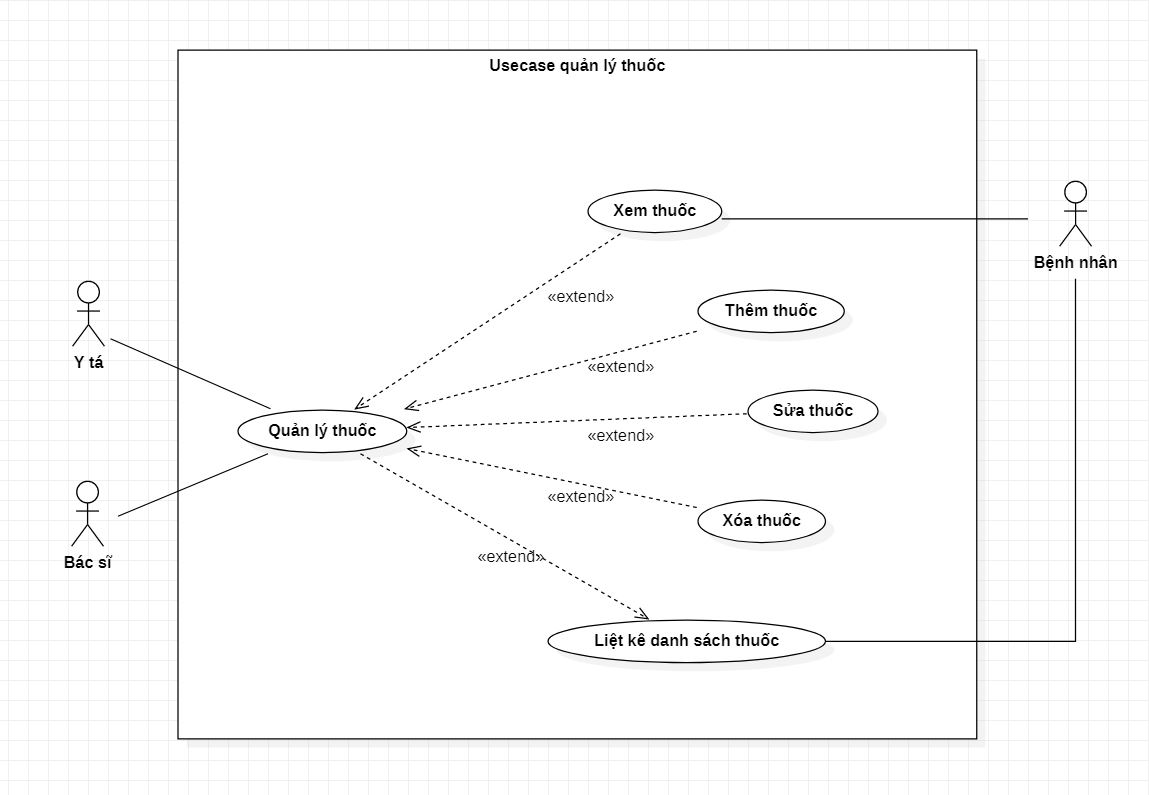 Usecase quản lý thuốc
Xem thuốc
Bệnh nhân
«extend»
Thêm thuốc
Y tá
«extend»
Sửa thuốc
Quản lý thuốc
«extend»
«extend»
Xóa thuốc
Bác sĩ
«extend»
Liệt kê danh sách thuốc